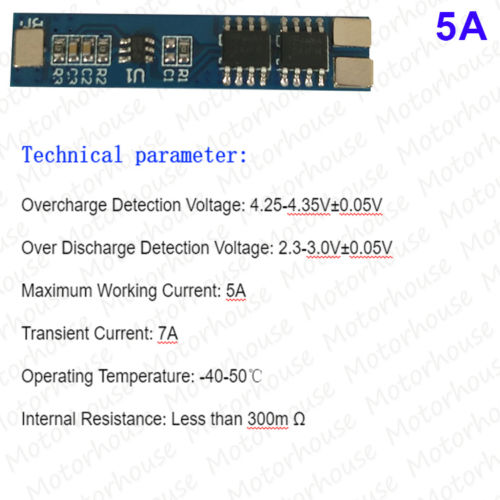 5A
R3
C3
C2
R2
U1
C1
R1
Technical parameter:
Overcharge Detection Voltage: 4.25-4.35V±0.05V
Over Discharge Detection Voltage: 2.3-3.0V±0.05V
Maximum Working Current: 5A
Transient Current: 7A
Operating Temperature: -40-50℃
Internal Resistance: Less than 300m Ω
Motorhouse